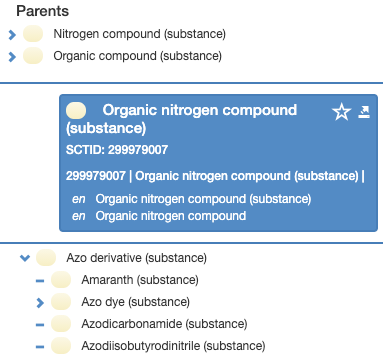 Parents
Nitrogen compound (substance)
Organic compound (substance)
Organic nitrogen compound
(substance)
SCTID: 299979007
299979007 | Organic nitrogen compound (substance) |
en Organic nitrogen compound (substance)
en Organic nitrogen compound
Azo derivative (substance)
Amaranth (substance)
Azo dye (substance)
Azodicarbonamide (substance)
Azodiisobutyrodinitrile (substance)